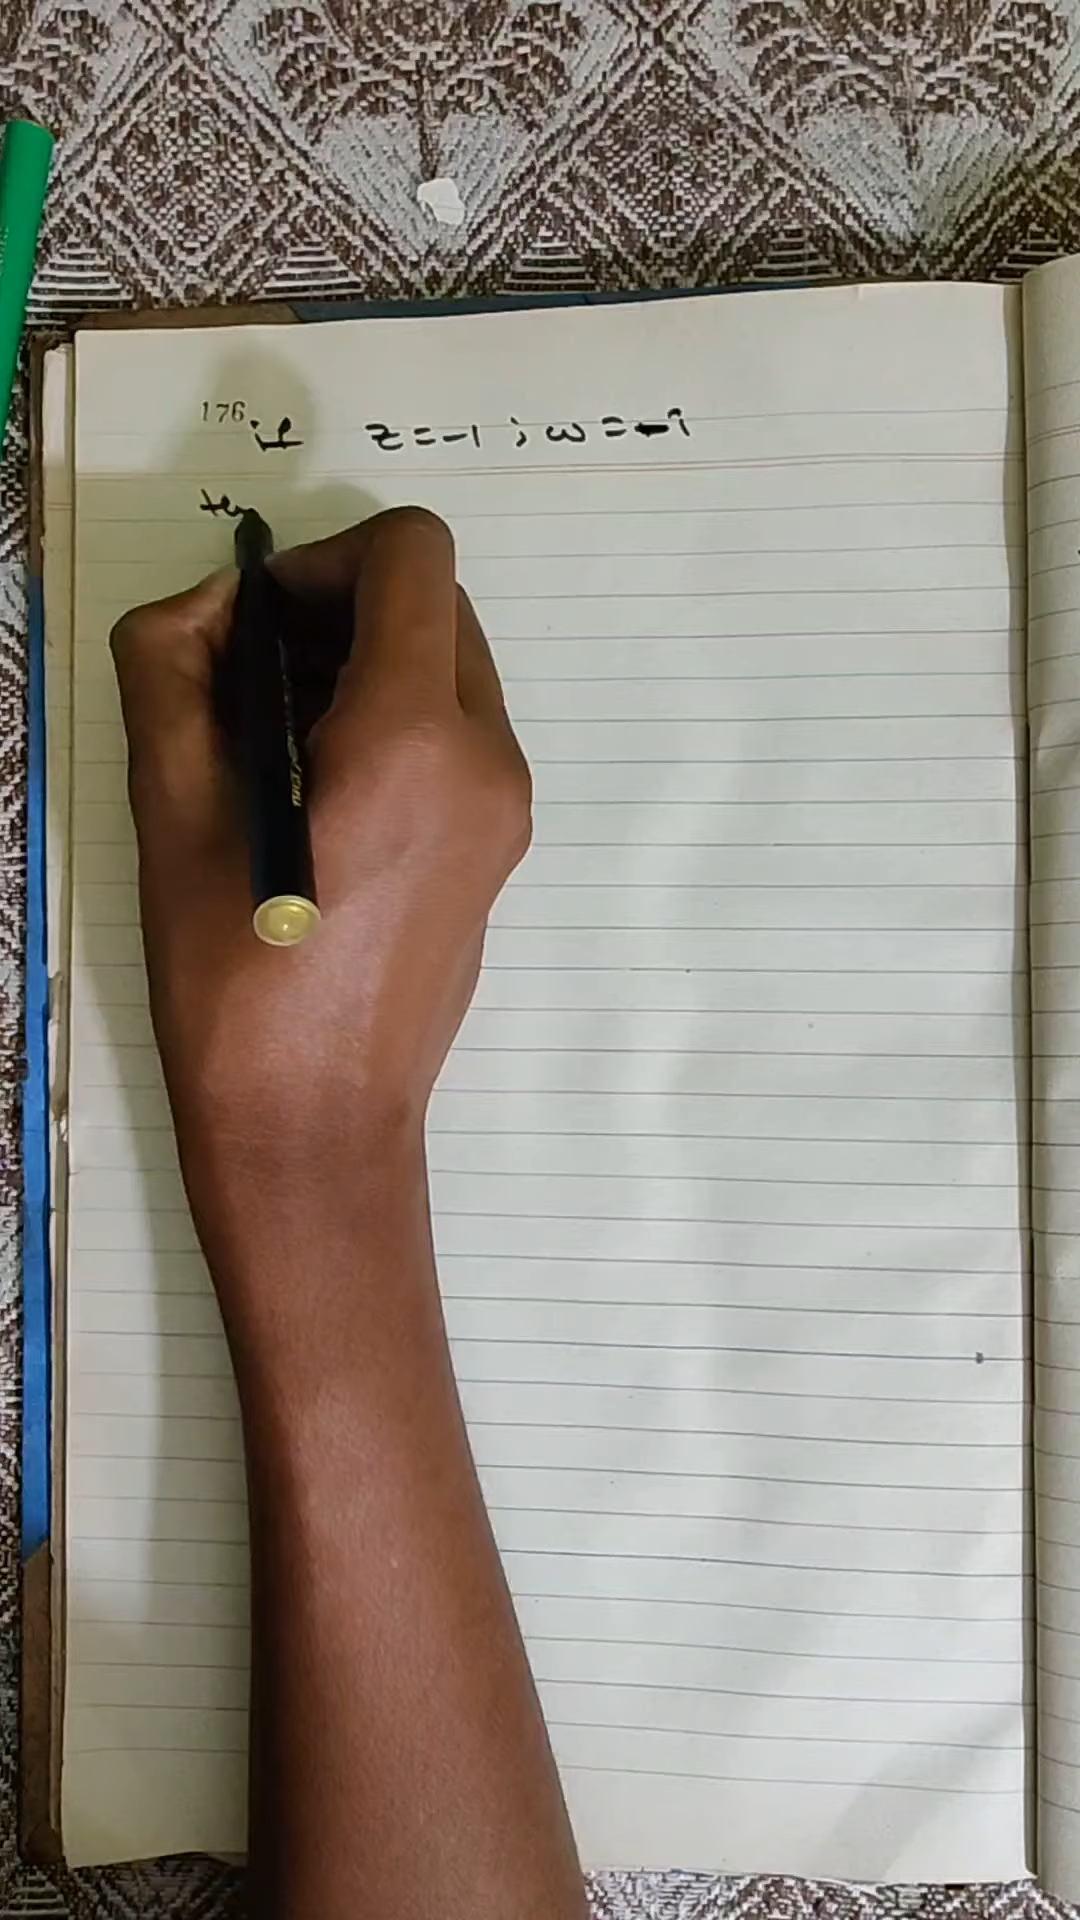 176
if z = -1 ; ω = -i